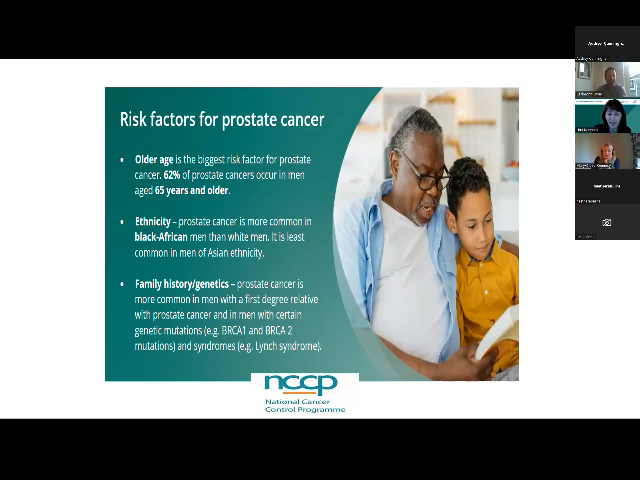 Risk factors for prostate cancer
• Older age is the biggest risk factor for prostate
cancer. 62% of prostate cancers occur in men
aged 65 years and older.
• Ethnicity – prostate cancer is more common in
black-African men than white men. It is least
common in men of Asian ethnicity.
• Family history/genetics – prostate cancer is
more common in men with a first degree relative
with prostate cancer and in men with certain
genetic mutations (e.g. BRCA1 and BRCA 2
mutations) and syndromes (e.g. Lynch syndrome).
nccp
National Cancer
Control Programme